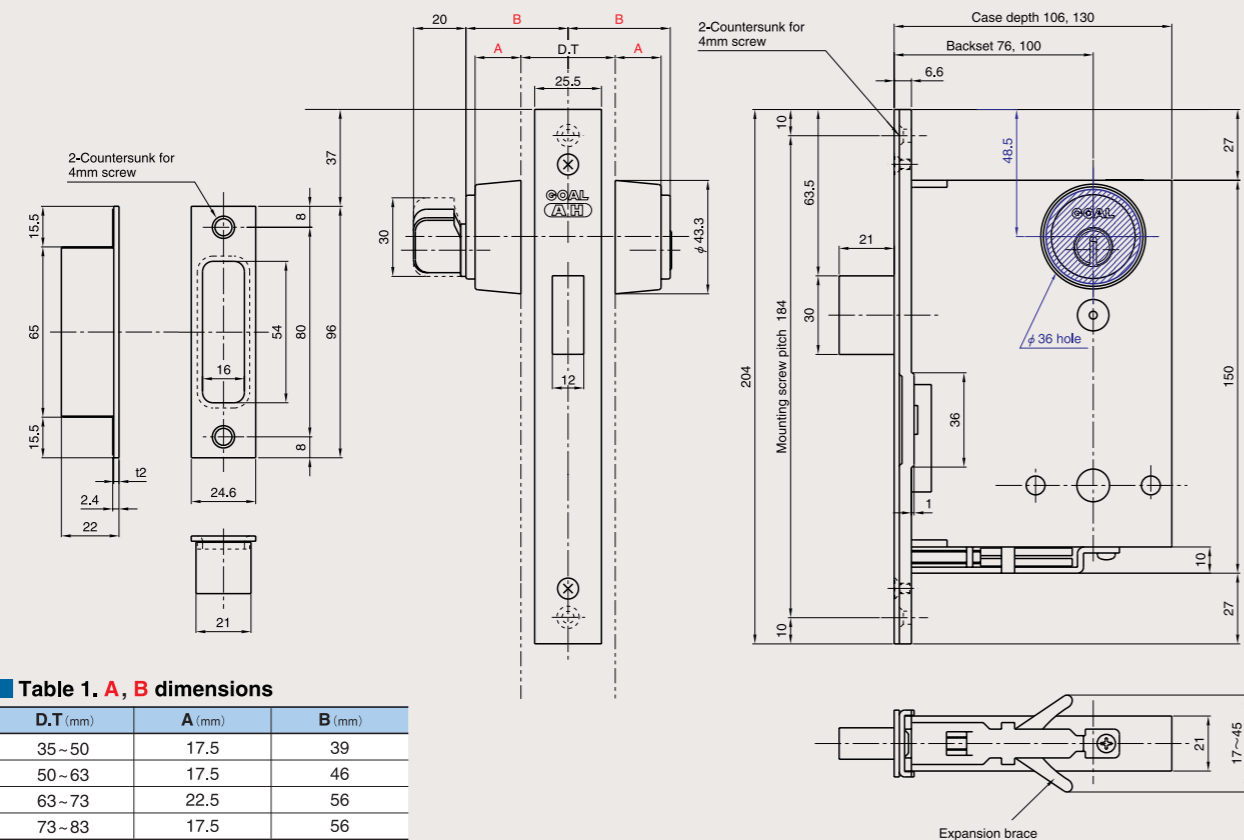 20
B
B
A
D.T
A
25.5
37
30
GOAL
AH
φ43.3
12
2-Countersunk for
4mm screw
15.5
65
15.5
t2
2.4
22
8
54
80
96
16
8
24.6
21
2-Countersunk for
4mm screw
Case depth 106, 130
Backset 76, 100
6.6
10
27
48.5
63.5
GOAL
21
30
φ36 hole
204
Mounting screw pitch 184
150
36
1
10
27
10
21
17~45
Expansion brace
Table 1. A, B dimensions
D.T (mm) A (mm) B (mm)
35~50 17.5 39
50~63 17.5 46
63~73 22.5 56
73~83 17.5 56